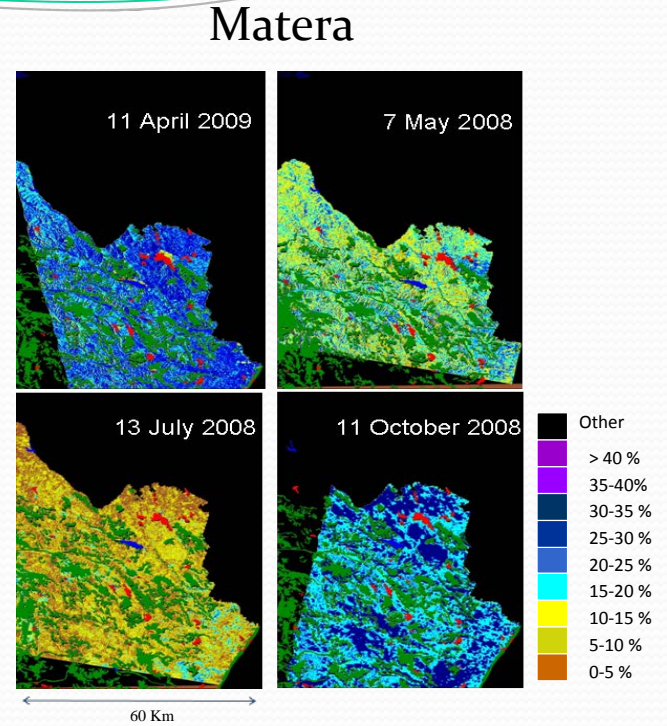 Matera
11 April 2009
7 May 2008
13 July 2008
11 October 2008
Other
> 40 %
35-40%
30-35 %
25-30 %
20-25 %
15-20 %
10-15 %
5-10 %
0-5 %
60 Km